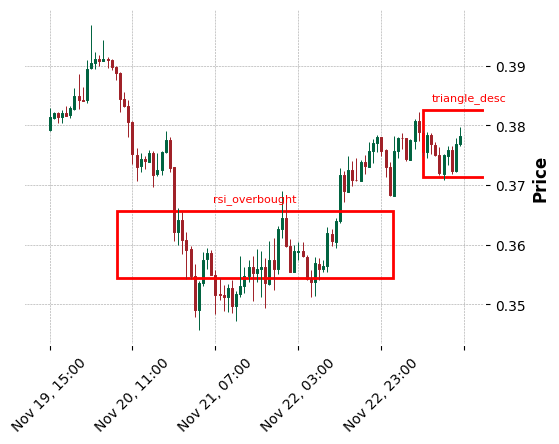 0.39
triangle_desc
0.38
0.37
rsi_overbought
0.36
0.35
Price
Nov 19, 15:00
Nov 20, 11:00
Nov 21, 07:00
Nov 22, 03:00
Nov 22, 23:00